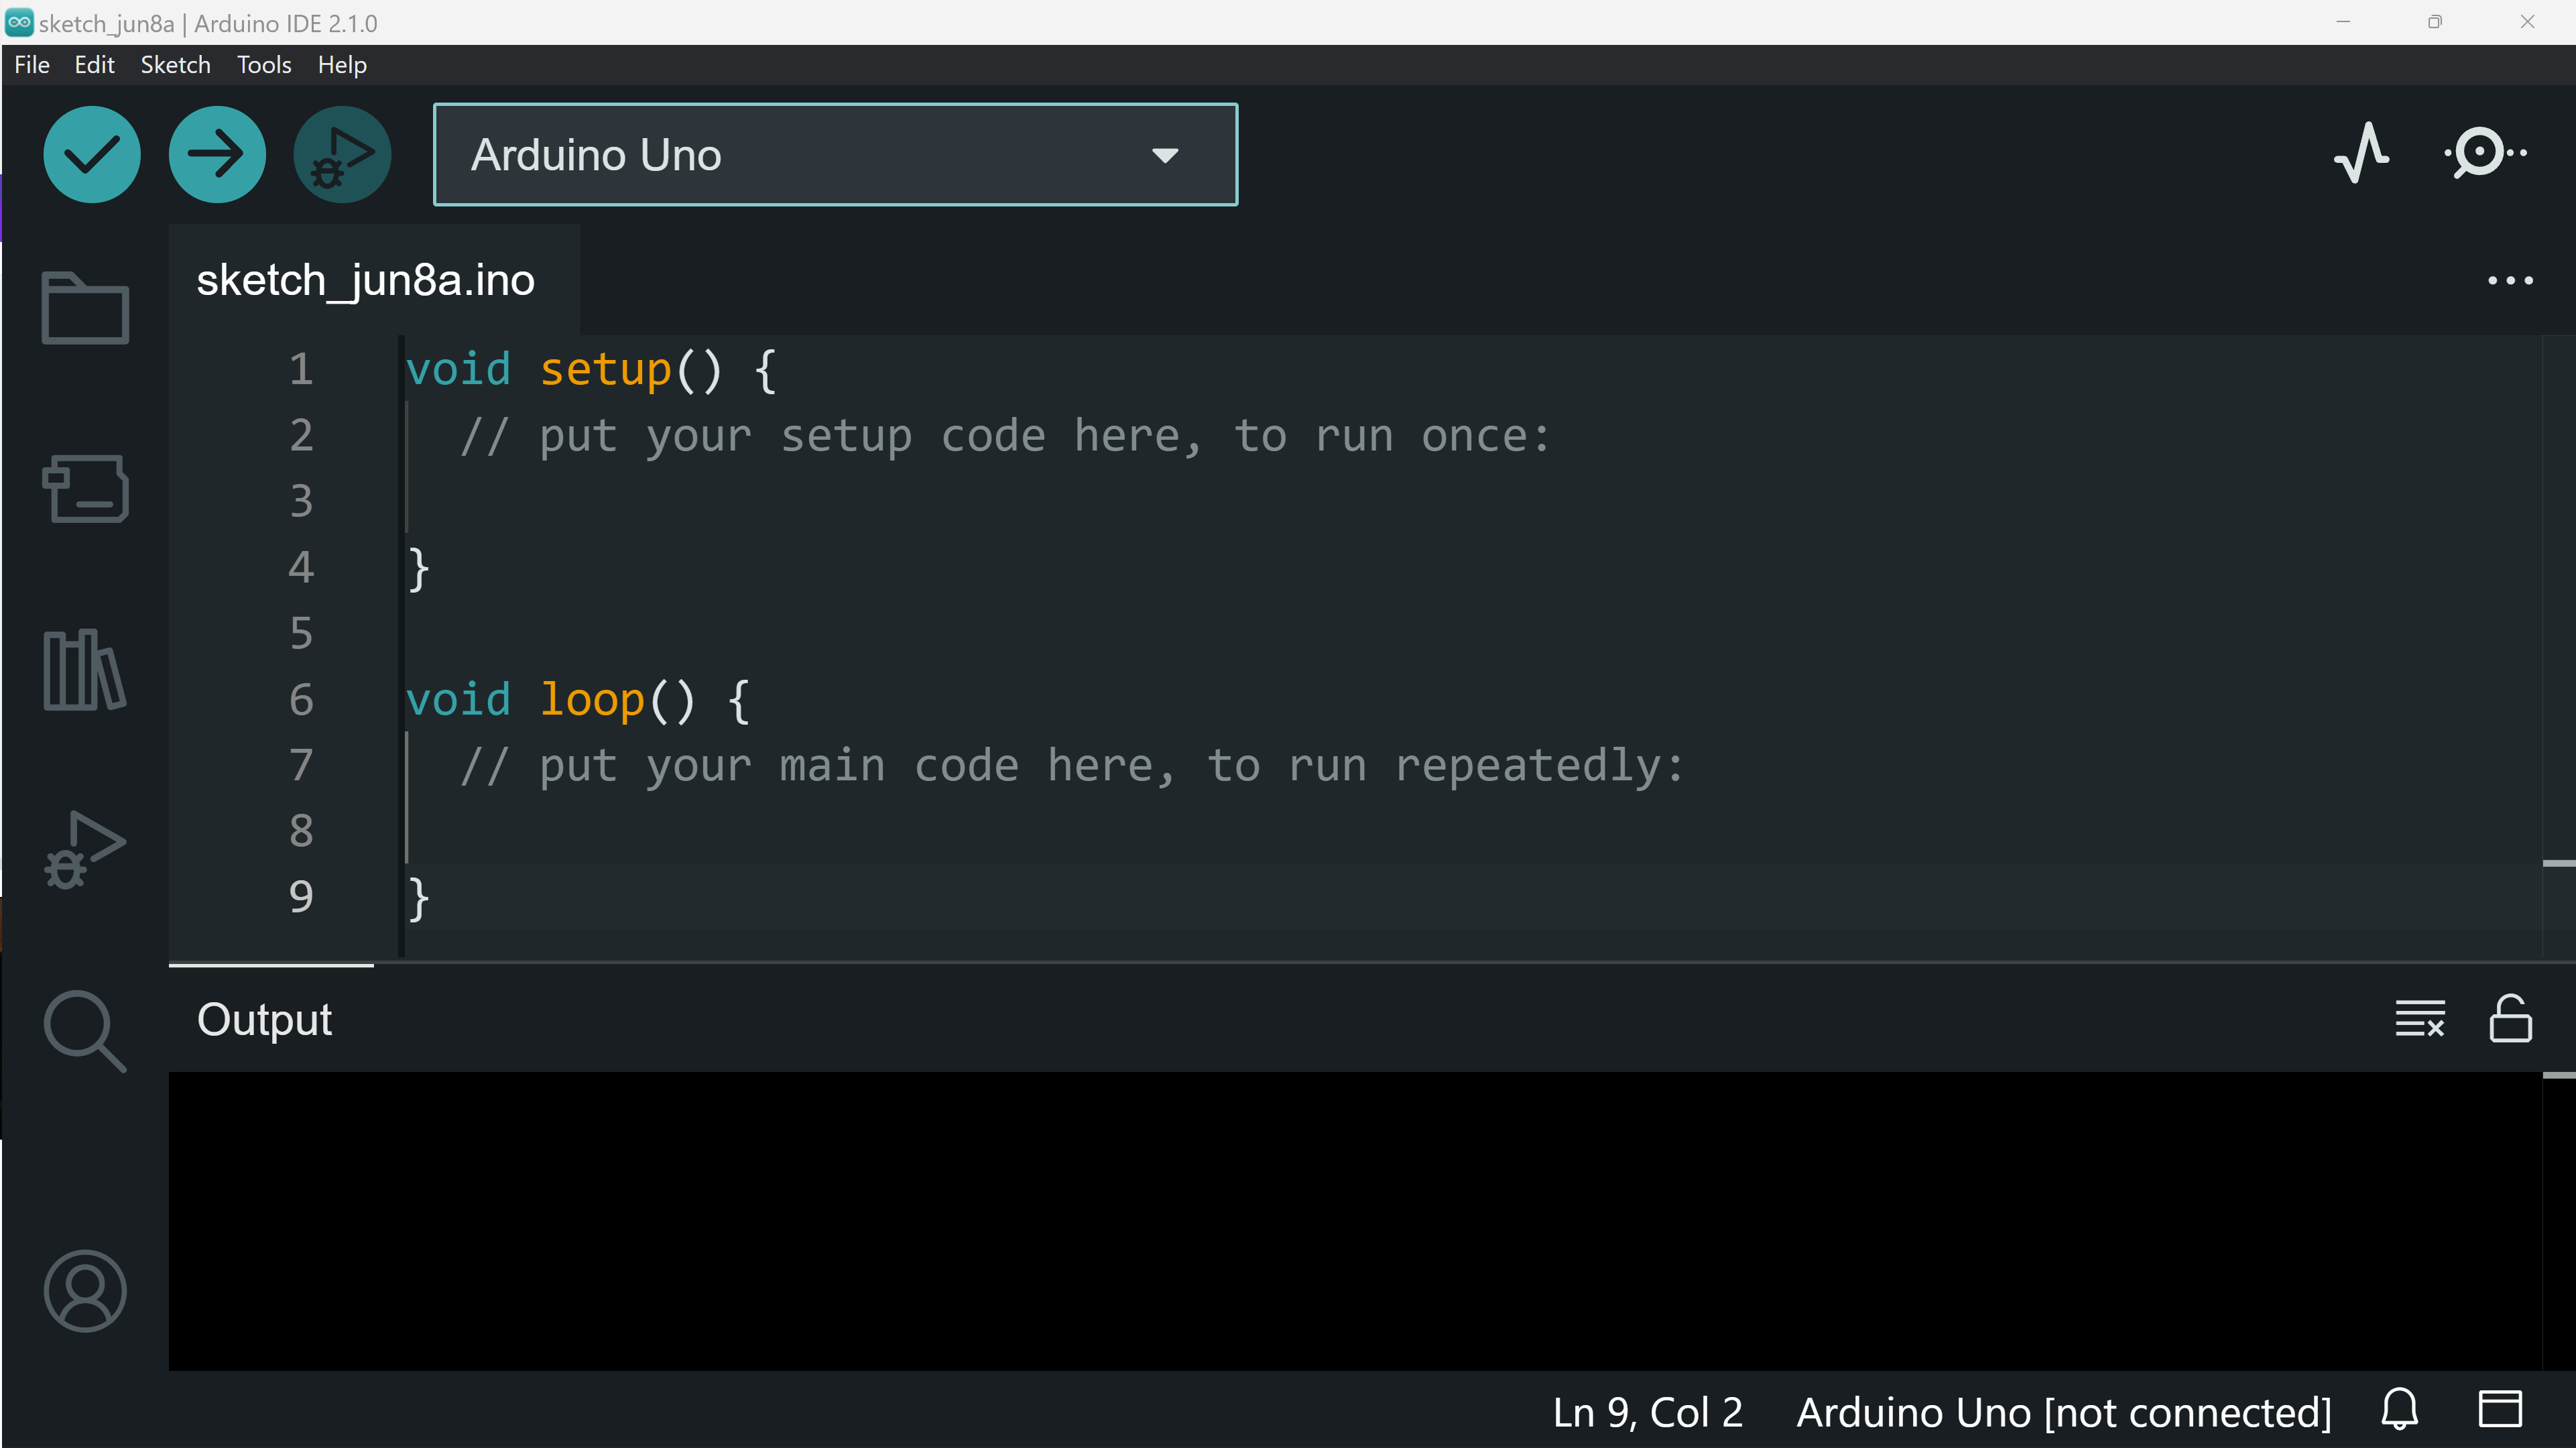 sketch_jun8a | Arduino IDE 2.1.0
File Edit Sketch Tools Help
Arduino Uno
sketch_jun8a.ino
1 void setup() {
2   // put your setup code here, to run once:
3
4 }
5
6 void loop() {
7   // put your main code here, to run repeatedly:
8
9 }
Output
Ln 9, Col 2 Arduino Uno [not connected]